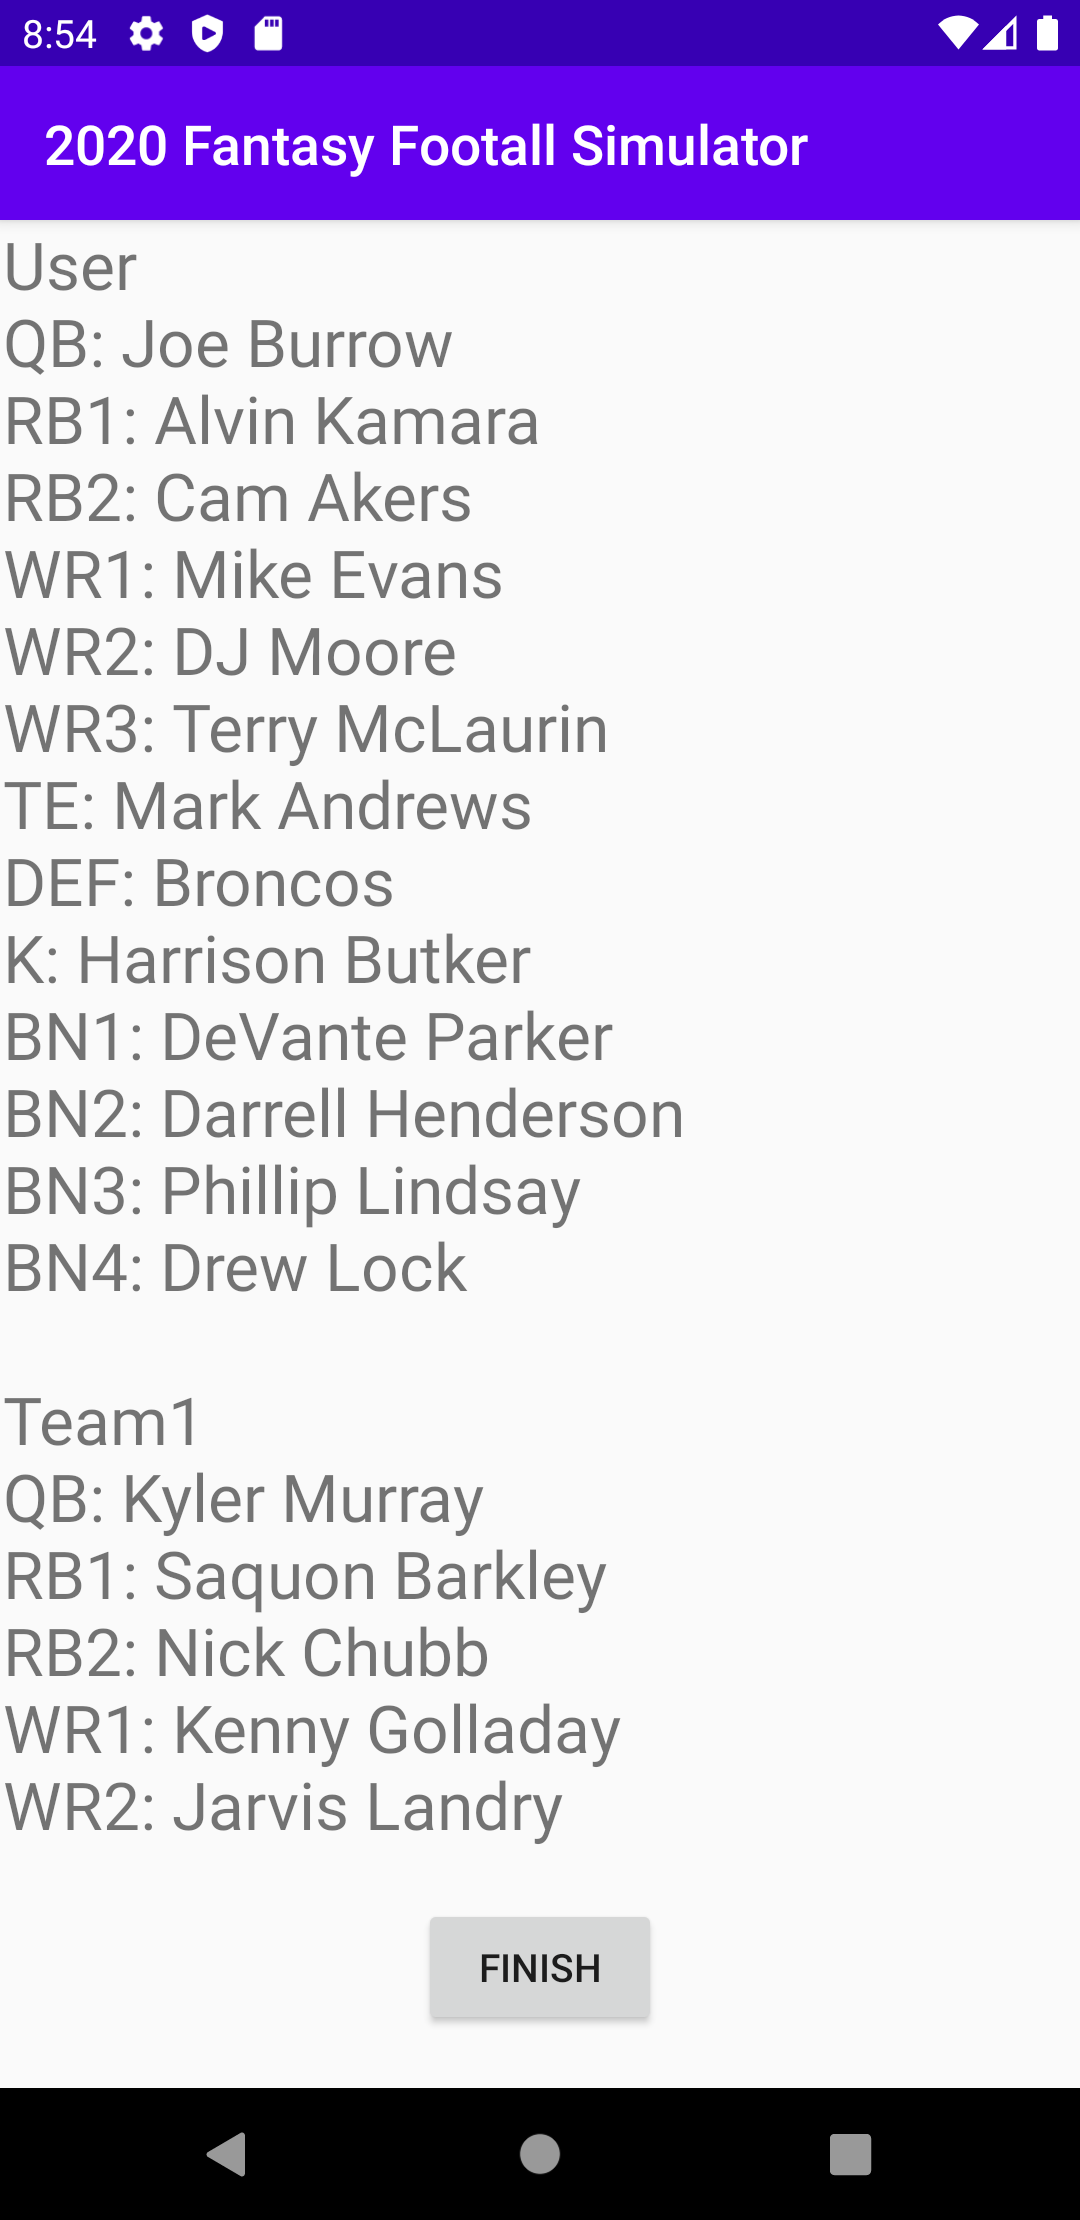 8:54
2020 Fantasy Footall Simulator
User
QB: Joe Burrow
RB1: Alvin Kamara
RB2: Cam Akers
WR1: Mike Evans
WR2: DJ Moore
WR3: Terry McLaurin
TE: Mark Andrews
DEF: Broncos
K: Harrison Butker
BN1: DeVante Parker
BN2: Darrell Henderson
BN3: Phillip Lindsay
BN4: Drew Lock
Team1
QB: Kyler Murray
RB1: Saquon Barkley
RB2: Nick Chubb
WR1: Kenny Golladay
WR2: Jarvis Landry
FINISH